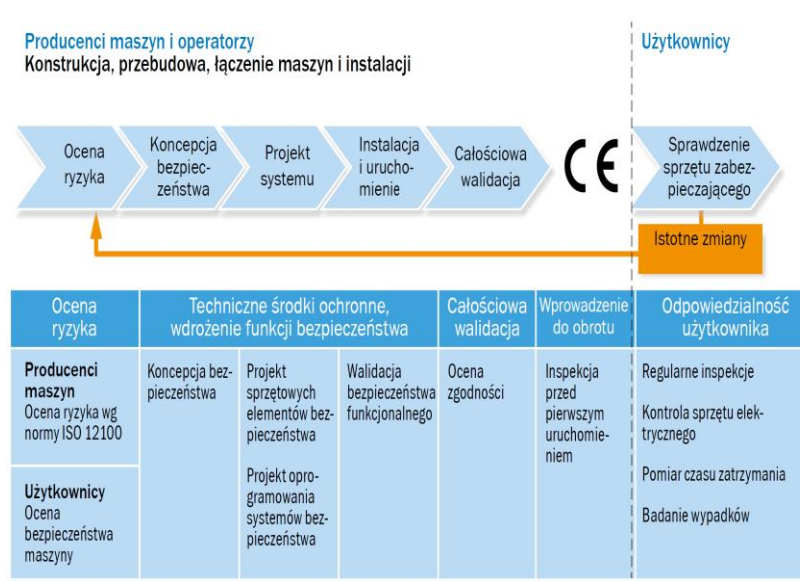 Producenci maszyn i operatorzy
Konstrukcja, przebudowa, łączenie maszyn i instalacji
Użytkownicy
Ocena
ryzyka
Koncepcja
bezpiec-
zeństwa
Projekt
systemu
Instalacja
i urucho-
mienie
Całościowa
walidacja
CE
Sprawdzenie
sprzętu zabez-
pieczającego
Istotne zmiany
Ocena
ryzyka
Techniczne środki ochronne,
wdrożenie funkcji bezpieczeństwa
Całościowa
walidacja
Wprowadzenie
do obrotu
Odpowiedzialność
użytkownika
Producenci
maszyn
Ocena ryzyka wg
normy ISO 12100
Użytkownicy
Ocena
bezpieczeństwa
maszyny
Koncepcja bez-
pieczeństwa
Projekt
sprzętowych
elementów bez-
pieczeństwa
Projekt opro-
gramowania
systemów bez-
pieczeństwa
Walidacja
bezpieczeństwa
funkcjonalnego
Ocena
zgodności
Inspekcja
przed
pierwszym
uruchomie-
niem
Regularne inspekcje
Kontrola sprzętu elek-
trycznego
Pomiar czasu zatrzymania
Badanie wypadków